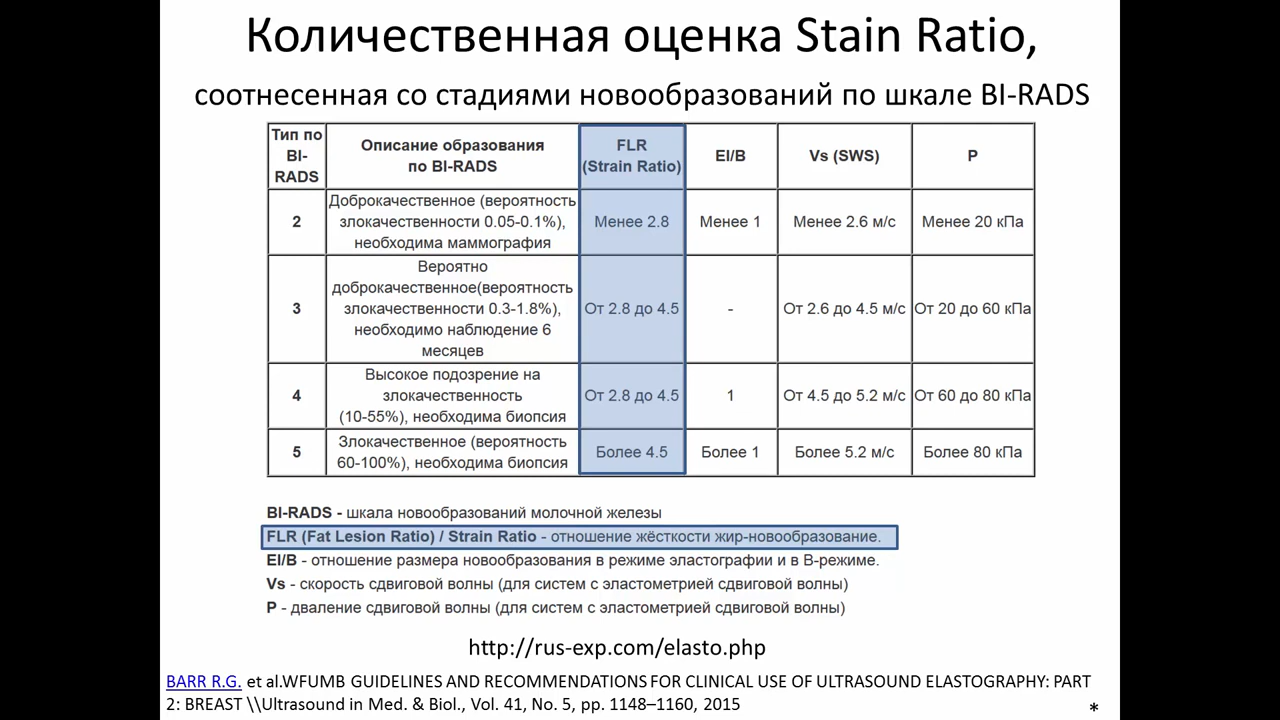 Количественная оценка Stain Ratio,
соотнесенная со стадиями новообразований по шкале BI-RADS
Тип по BI-RADS | Описание образования по BI-RADS | FLR (Strain Ratio) | EI/B | Vs (SWS) | P
2 | Доброкачественное (вероятность злокачественности 0.05-0.1%), необходима маммография | Менее 2.8 | Менее 1 | Менее 2.6 м/с | Менее 20 кПа
3 | Вероятно доброкачественное(вероятность злокачественности 0.3-1.8%), необходимо наблюдение 6 месяцев | От 2.8 до 4.5 | - | От 2.6 до 4.5 м/с | От 20 до 60 кПа
4 | Высокое подозрение на злокачественность (10-55%), необходима биопсия | От 2.8 до 4.5 | 1 | От 4.5 до 5.2 м/с | От 60 до 80 кПа
5 | Злокачественное (вероятность 60-100%), необходима биопсия | Более 4.5 | Более 1 | Более 5.2 м/с | Более 80 кПа
BI-RADS - шкала новообразований молочной железы
FLR (Fat Lesion Ratio) / Strain Ratio - отношение жёсткости жир-новообразование.
EI/B - отношение размера новообразования в режиме эластографии и в В-режиме.
Vs - скорость сдвиговой волны (для систем с эластометрией сдвиговой волны)
P - дваление сдвиговой волны (для систем с эластометрией сдвиговой волны)
http://rus-exp.com/elasto.php
BARR R.G. et al.WFUMB GUIDELINES AND RECOMMENDATIONS FOR CLINICAL USE OF ULTRASOUND ELASTOGRAPHY: PART
2: BREAST \\Ultrasound in Med. & Biol., Vol. 41, No. 5, pp. 1148–1160, 2015
*